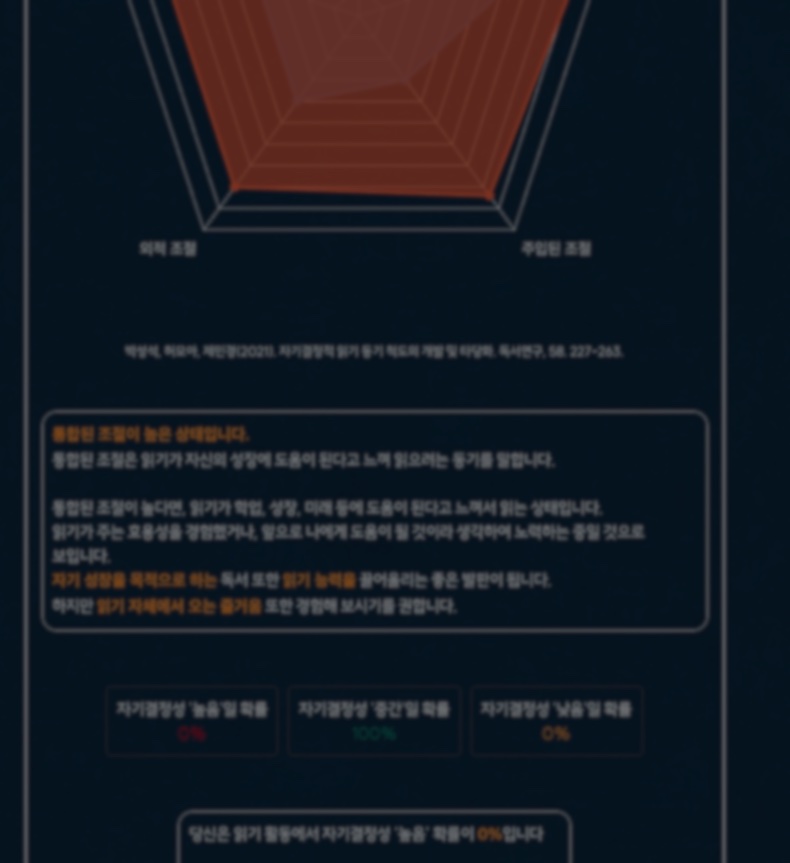 외적 조절
주입된 조절
(2021). 자기결정적 읽기 동기 척도의 개발 및 타당화. 독서연구, 58. 227-263.
통합된 조절이 높은 상태입니다.
통합된 조절은 읽기가 자신의 성장에 도움이 된다고 느껴 읽으려는 동기를 말합니다.
통합된 조절이 높다면, 읽기가 학업, 성장, 미래 등에 도움이 된다고 느껴서 읽는 상태입니다.
읽기가 주는 효용성을 경험했거나, 앞으로 나에게 도움이 될 것이라 생각하여 노력하는 중일 것으로
보입니다.
자기 성장을 목적으로 하는 독서 또한 읽기 능력을 끌어올리는 좋은 발판이 됩니다.
하지만 읽기 자체에서 오는 즐거움 또한 경험해 보시기를 권합니다.
자기결정성 '높음'일 확률
0%
자기결정성 '중간'일 확률
100%
자기결정성 '낮음'일 확률
0%
당신은 읽기 활동에서 자기결정성 '높음' 확률이 0%입니다